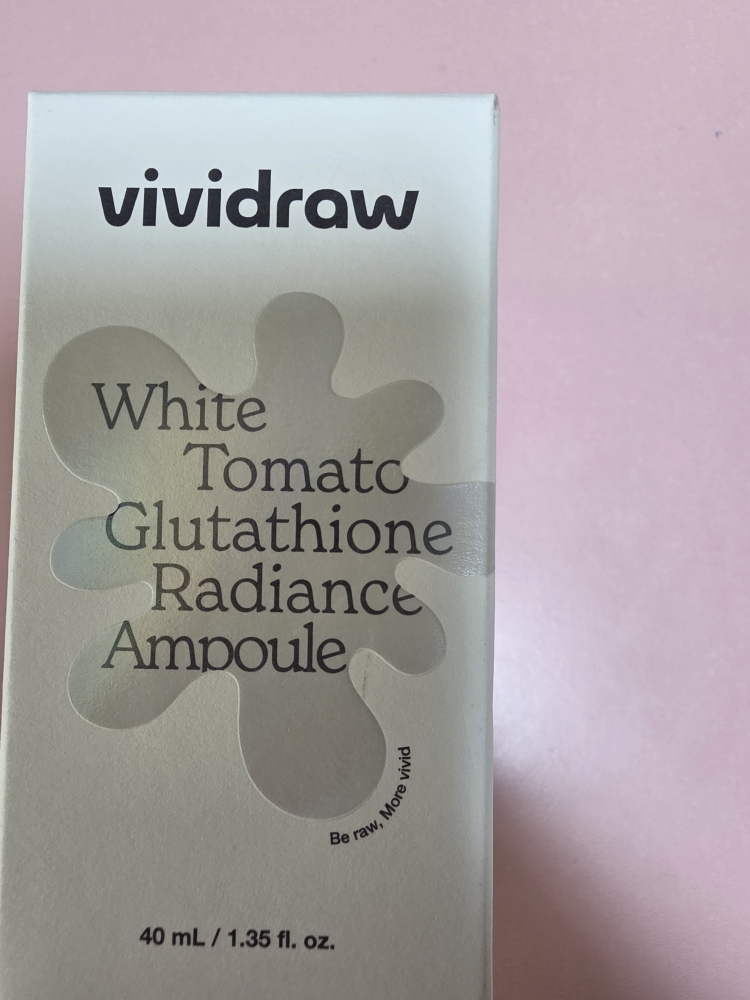 vividraw
White
Tomato
Glutathione
Radiance
Ampoule
Be raw, More vivid
40 mL / 1.35 fl. oz.